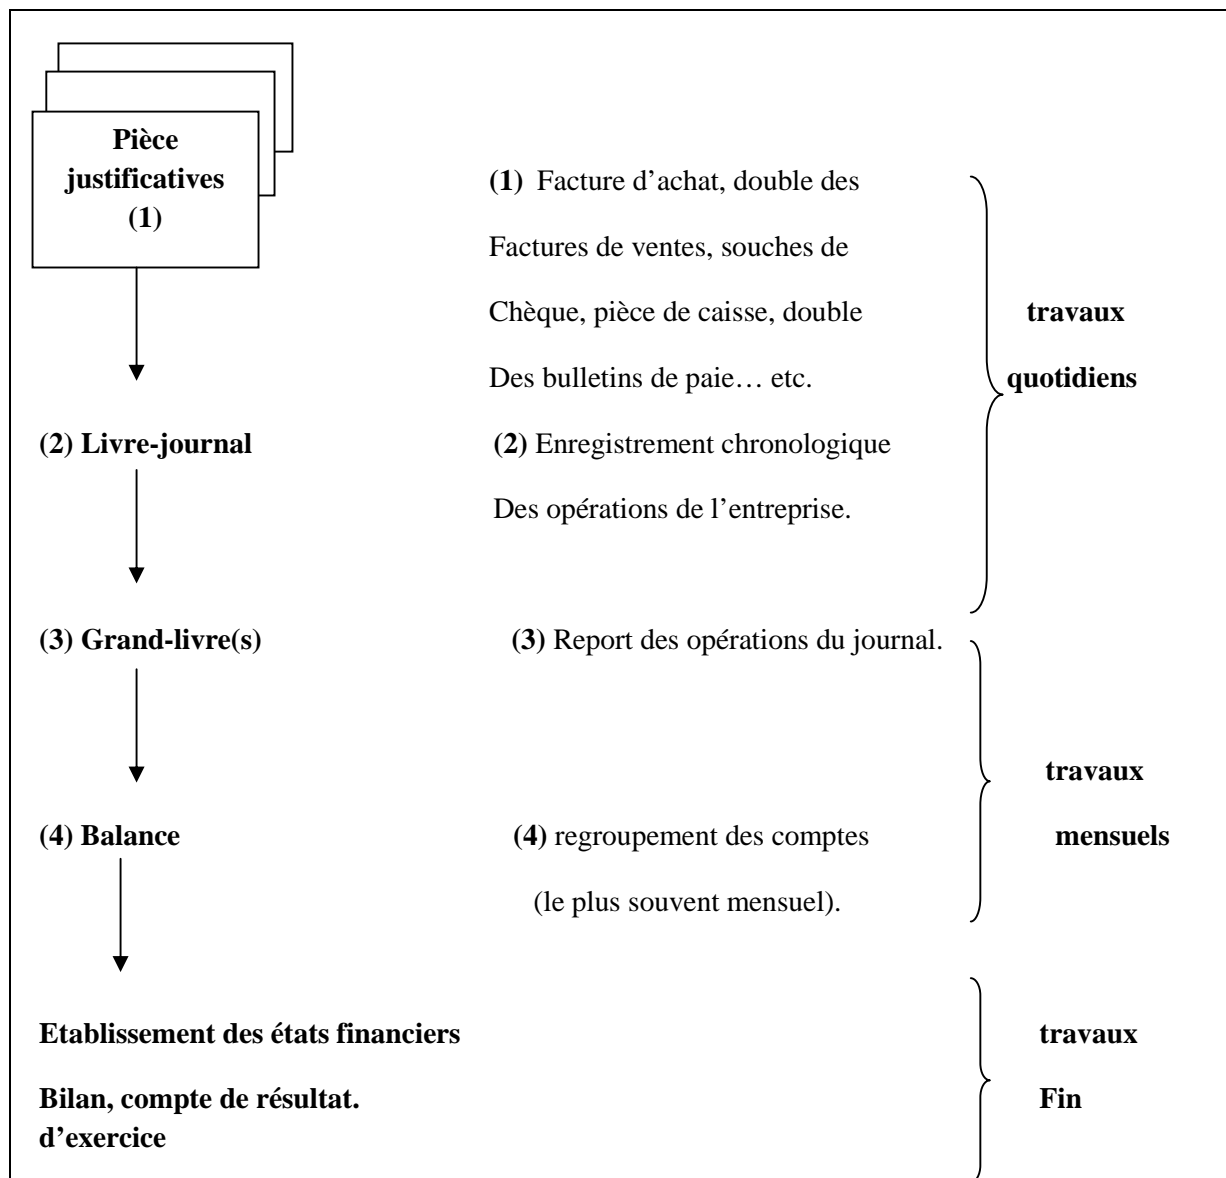 Pièce
justificatives
(1)
(1) Facture d’achat, double des
Factures de ventes, souches de
Chèque, pièce de caisse, double
travaux
Des bulletins de paie… etc.
quotidiens
(2) Livre-journal
(2) Enregistrement chronologique
Des opérations de l’entreprise.
(3) Grand-livre(s)
(3) Report des opérations du journal.
travaux
(4) Balance
(4) regroupement des comptes
mensuels
(le plus souvent mensuel).
Etablissement des états financiers
travaux
Bilan, compte de résultat.
Fin
d’exercice